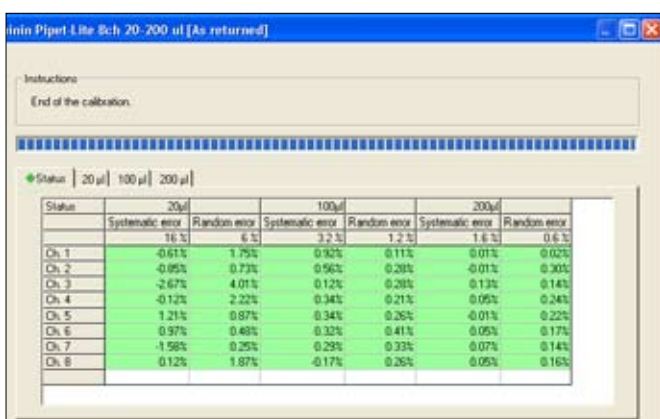 inin Pipet-Lite 8ch 20-200 ul [As returned]
Instructions
End of the calibration.
Status 20 µl 100 µl 200 µl
Status 20µl 100µl 200µl
Systematic error Random error Systematic error Random error Systematic error Random error
16 % 6 % 3.2 % 1.2 % 1.6 % 0.6 %
Ch. 1 -0.61% 1.75% 0.92% 0.11% 0.01% 0.02%
Ch. 2 -0.85% 0.73% 0.56% 0.28% -0.01% 0.30%
Ch. 3 -2.67% 4.01% 0.12% 0.28% 0.13% 0.14%
Ch. 4 -0.12% 2.22% 0.34% 0.21% 0.05% 0.24%
Ch. 5 1.21% 0.87% 0.34% 0.26% -0.01% 0.22%
Ch. 6 0.97% 0.48% 0.32% 0.41% 0.05% 0.17%
Ch. 7 -1.58% 0.25% 0.29% 0.33% 0.07% 0.14%
Ch. 8 0.12% 1.87% -0.17% 0.26% 0.05% 0.16%